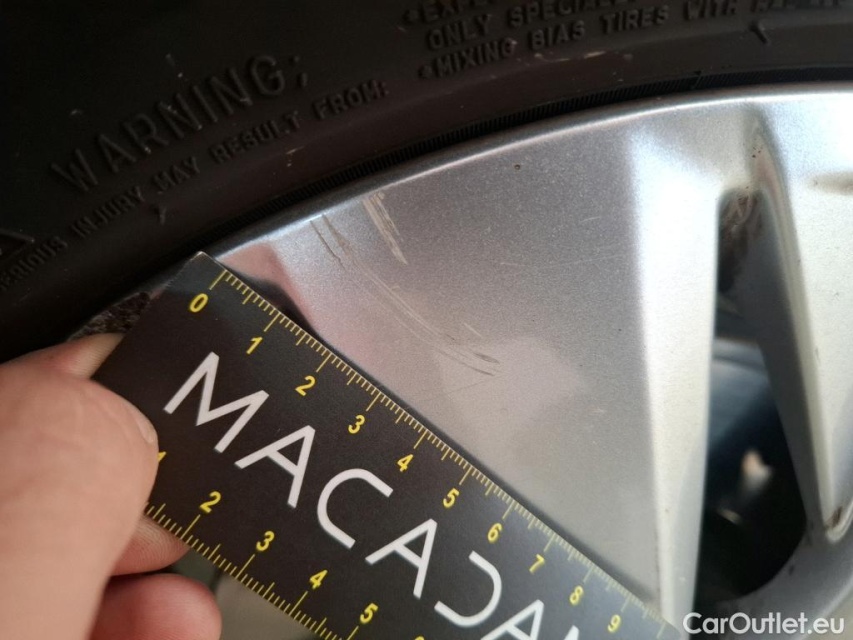 ONLY SPECIAL
•MIXING BIAS TIRES WITH
WARNING:
SERIOUS INJURY MAY RESULT FROM:
0 1 2 3 4 5 6 7 8 9
MACADAM
2 3 4 5
CarOutlet.eu